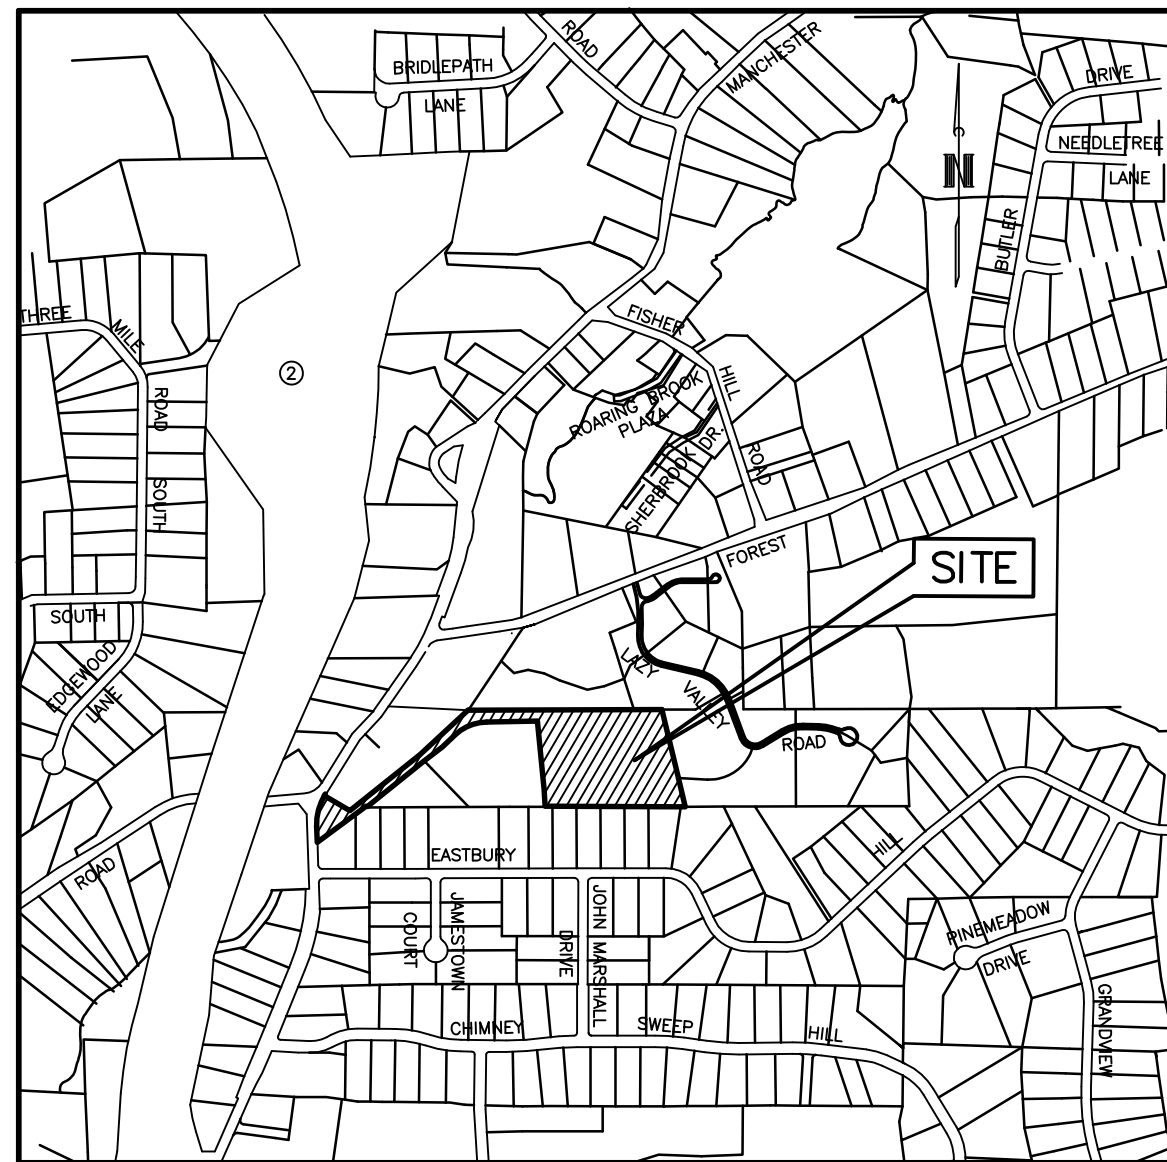 ROAD
MANCHESTER
BRIDLEPATH
LANE
DRIVE
NEEDLETREE
LANE
C
N
BUTLER
THREE
MILE
ROAD
SOUTH
2
FISHER
HILL
ROAD
ROARING BROOK
PLAZA
SHERBROOK DR.
FOREST
SITE
SOUTH
EDGEWOOD
LANE
LAZY
VALLEY
ROAD
ROAD
HILL
EASTBURY
JAMESTOWN
COURT
JOHN MARSHALL
DRIVE
PINEMEADOW
DRIVE
GRANDVIEW
CHIMNEY
SWEEP
HILL